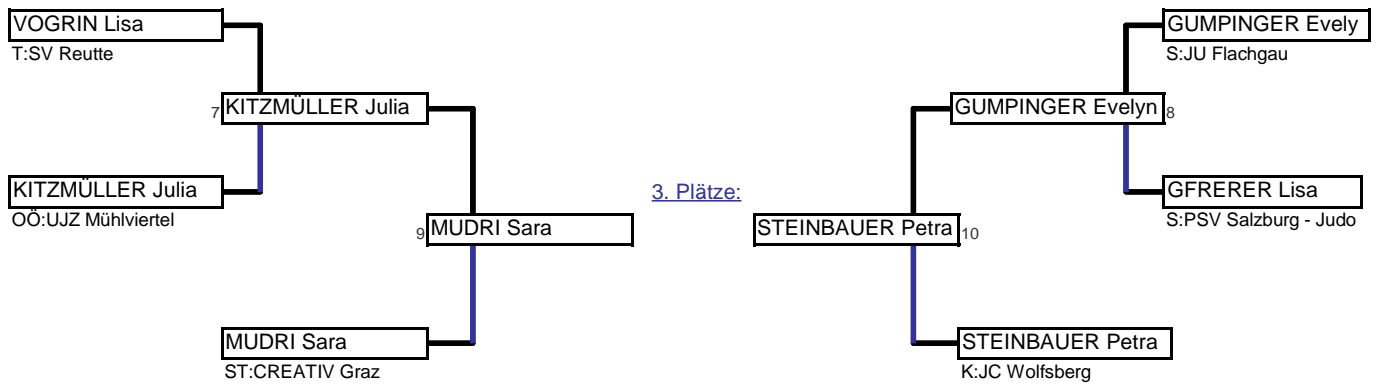 VOGRIN Lisa
T:SV Reutte
7 KITZMÜLLER Julia
KITZMÜLLER Julia
OÖ:UJZ Mühlviertel
9 MUDRI Sara
MUDRI Sara
ST:CREATIV Graz
3. Plätze:
GUMPINGER Evely
S:JU Flachgau
GUMPINGER Evelyn 8
GFRERER Lisa
S:PSV Salzburg - Judo
STEINBAUER Petra 10
STEINBAUER Petra
K:JC Wolfsberg